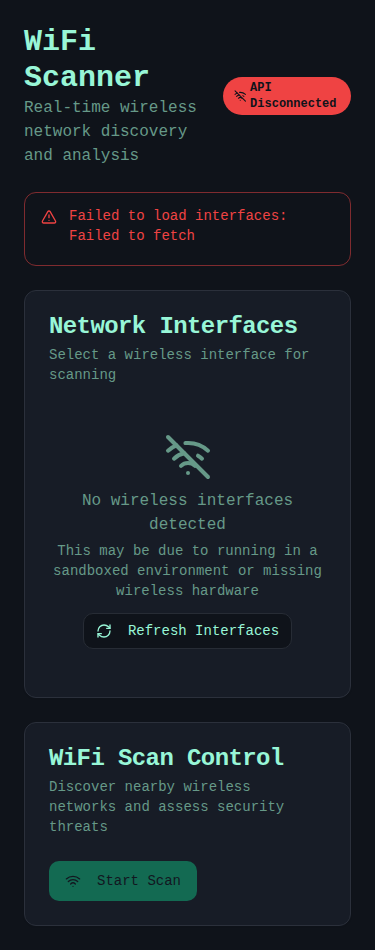 WiFi
Scanner
Real-time wireless
network discovery
and analysis
API
Disconnected
Failed to load interfaces:
Failed to fetch
Network Interfaces
Select a wireless interface for
scanning
No wireless interfaces
detected
This may be due to running in a
sandboxed environment or missing
wireless hardware
Refresh Interfaces
WiFi Scan Control
Discover nearby wireless
networks and assess security
threats
Start Scan